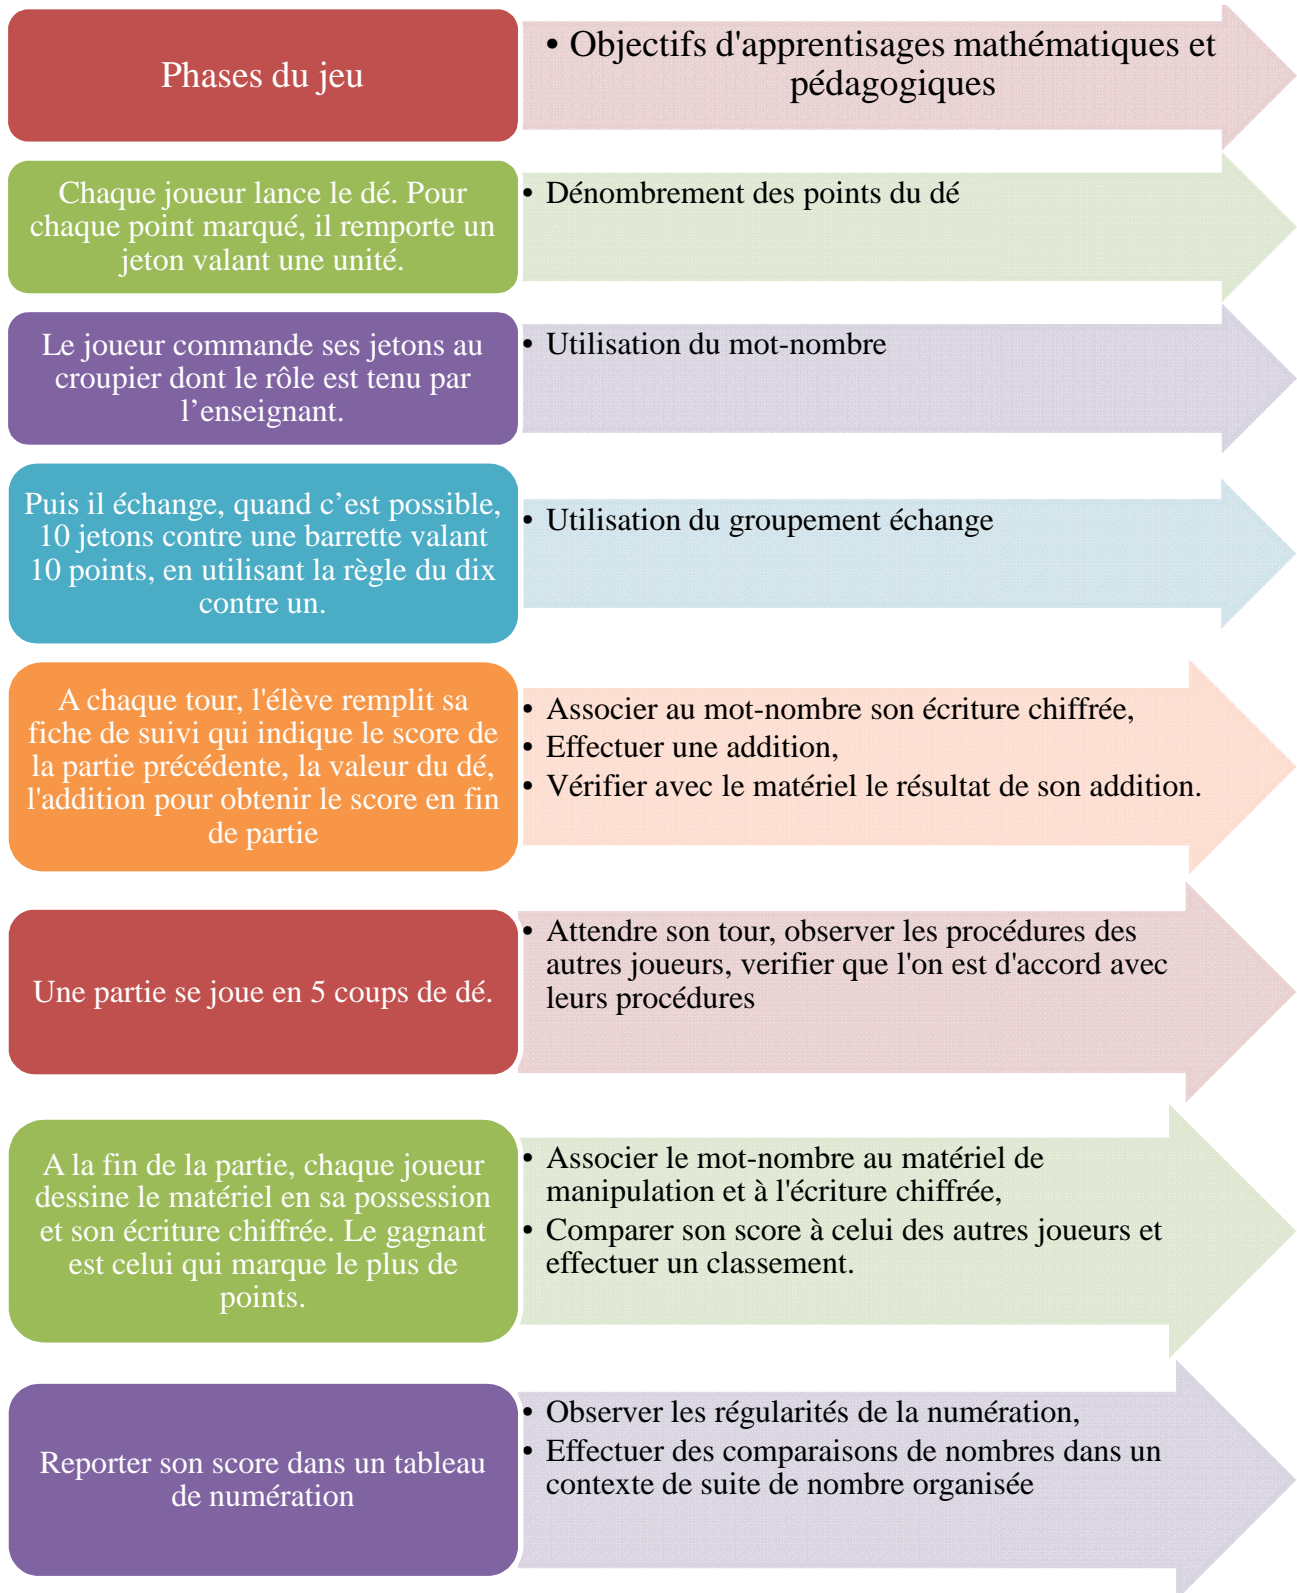 Phases du jeu
• Objectifs d'apprentisages mathématiques et
pédagogiques
Chaque joueur lance le dé. Pour
chaque point marqué, il remporte un
jeton valant une unité.
• Dénombrement des points du dé
Le joueur commande ses jetons au
croupier dont le rôle est tenu par
l’enseignant.
• Utilisation du mot-nombre
Puis il échange, quand c’est possible,
10 jetons contre une barrette valant
10 points, en utilisant la règle du dix
contre un.
• Utilisation du groupement échange
A chaque tour, l'élève remplit sa
fiche de suivi qui indique le score de
la partie précédente, la valeur du dé,
l'addition pour obtenir le score en fin
de partie
• Associer au mot-nombre son écriture chiffrée,
• Effectuer une addition,
• Vérifier avec le matériel le résultat de son addition.
Une partie se joue en 5 coups de dé.
• Attendre son tour, observer les procédures des
autres joueurs, verifier que l'on est d'accord avec
leurs procédures
A la fin de la partie, chaque joueur
dessine le matériel en sa possession
et son écriture chiffrée. Le gagnant
est celui qui marque le plus de
points.
• Associer le mot-nombre au matériel de
manipulation et à l'écriture chiffrée,
• Comparer son score à celui des autres joueurs et
effectuer un classement.
Reporter son score dans un tableau
de numération
• Observer les régularités de la numération,
• Effectuer des comparaisons de nombres dans un
contexte de suite de nombre organisée